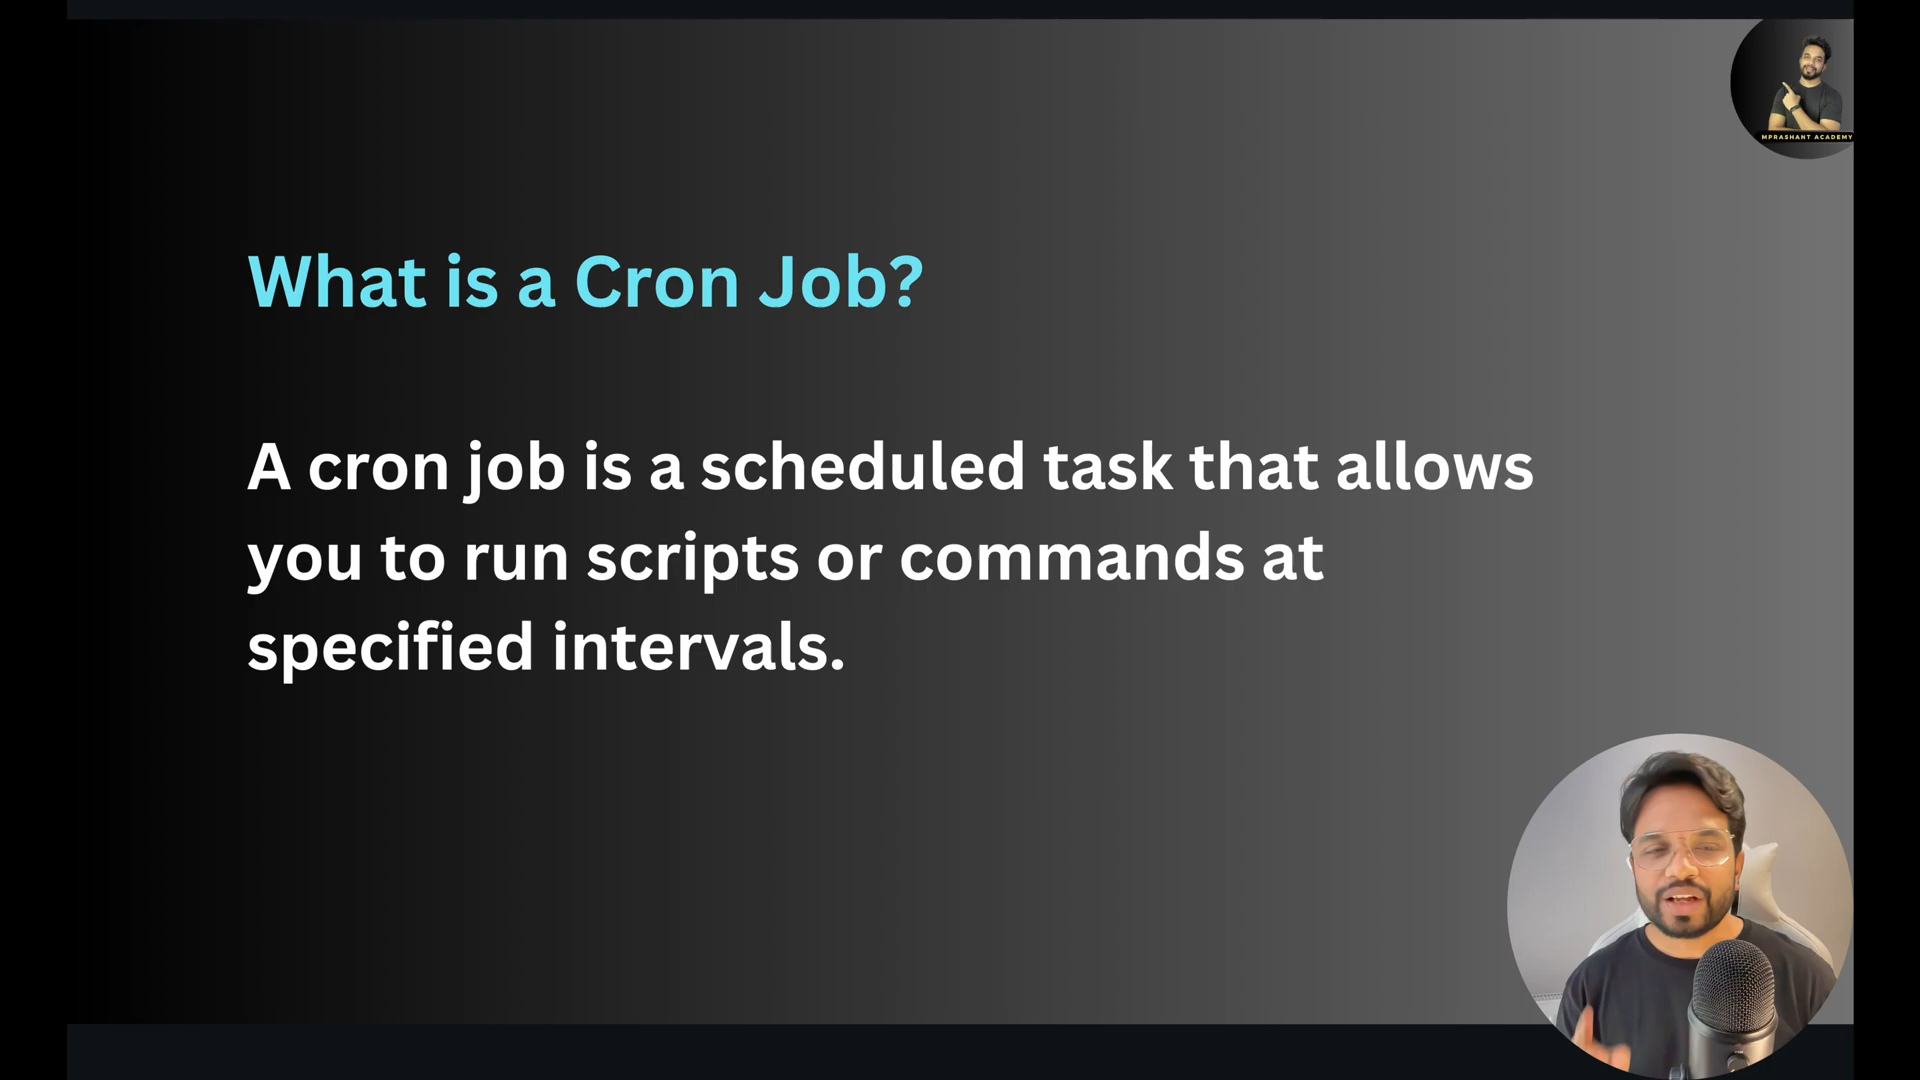 MPRASHANT ACADEMY
What is a Cron Job?
A cron job is a scheduled task that allows
you to run scripts or commands at
specified intervals.